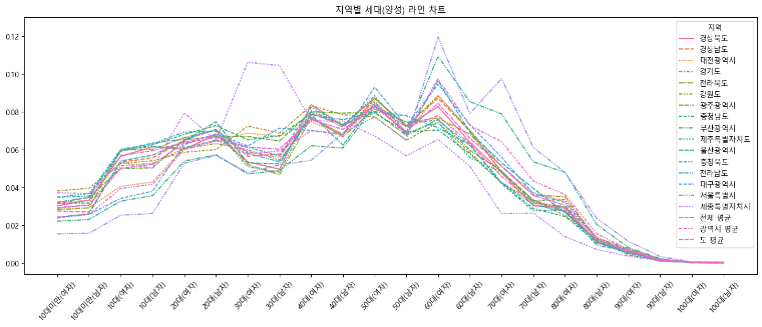 지역별 세대(양성) 라인 차트
0.012
0.010
0.008
0.006
0.004
0.002
0.000
지역
경상북도
경상남도
대전광역시
경기도
전라북도
강원도
광주광역시
충청남도
부산광역시
제주특별자치도
울산광역시
충청북도
전라남도
대구광역시
서울특별시
세종특별자치시
전체 평균
광역시 평균
도 평균
10대미만(여자)
10대미만(남자)
10대(여자)
10대(남자)
20대(여자)
20대(남자)
30대(여자)
30대(남자)
40대(여자)
40대(남자)
50대(여자)
50대(남자)
60대(여자)
60대(남자)
70대(여자)
70대(남자)
80대(여자)
80대(남자)
90대(여자)
90대(남자)
100대(여자)
100대(남자)